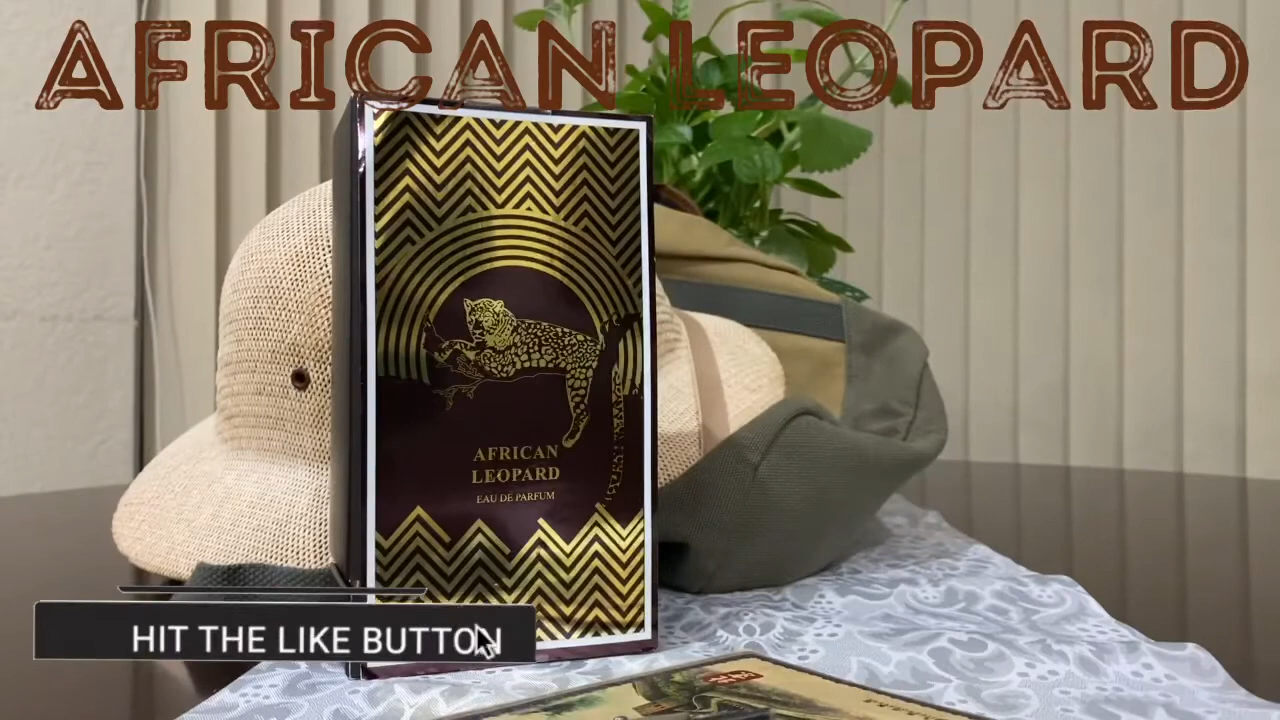 AFRICAN LEOPARD
AFRICAN
LEOPARD
EAU DE PARFUM
HIT THE LIKE BUTTON